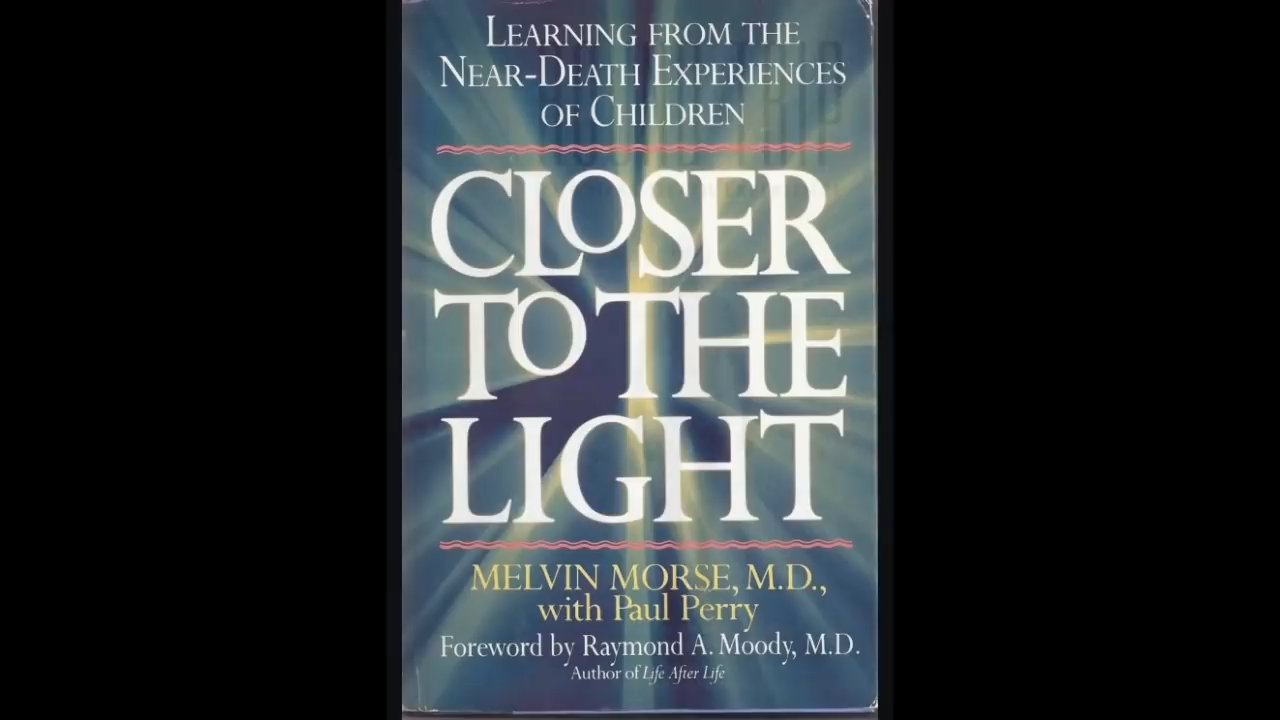 LEARNING FROM THE
NEAR-DEATH EXPERIENCES
OF CHILDREN
CLOSER
TO THE
LIGHT
MELVIN MORSE, M.D.,
with Paul Perry
Foreword by Raymond A. Moody, M.D.
Author of Life After Life